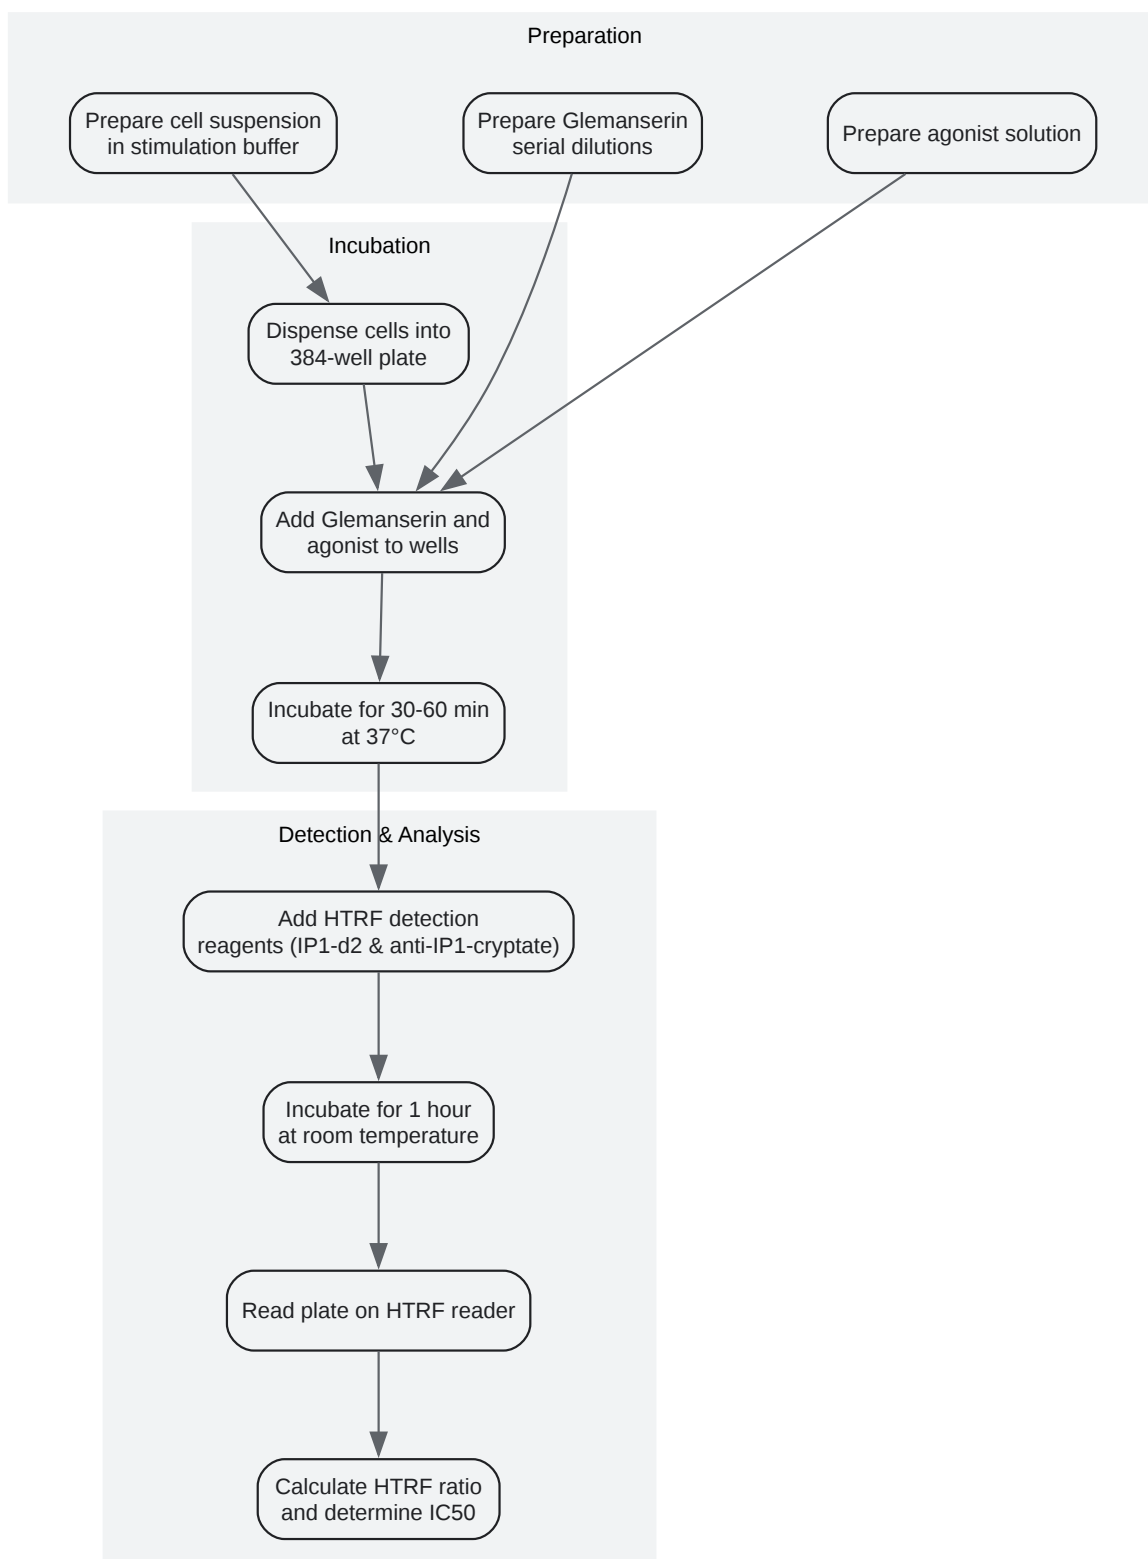 Preparation
Prepare cell suspension
in stimulation buffer
Prepare Glemanserin
serial dilutions
Prepare agonist solution
Incubation
Dispense cells into
384-well plate
Add Glemanserin and
agonist to wells
Incubate for 30-60 min
at 37°C
Detection & Analysis
Add HTRF detection
reagents (IP1-d2 & anti-IP1-cryptate)
Incubate for 1 hour
at room temperature
Read plate on HTRF reader
Calculate HTRF ratio
and determine IC50